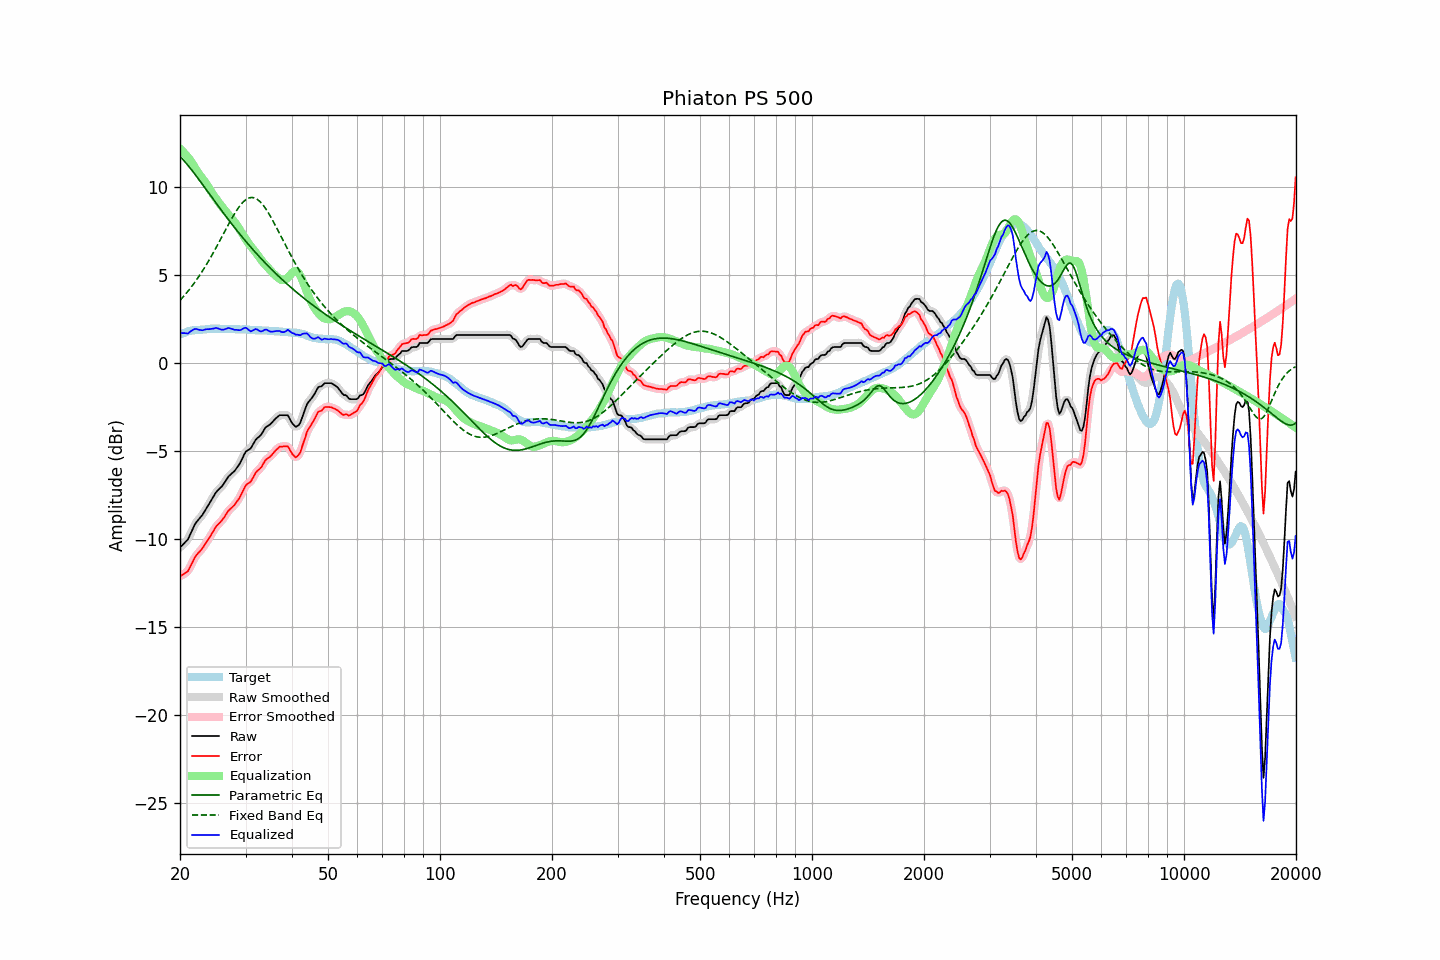 Phiaton PS 500
Amplitude (dBr)
10
5
0
−5
−10
−15
−20
−25
Target
Raw Smoothed
Error Smoothed
Raw
Error
Equalization
Parametric Eq
Fixed Band Eq
Equalized
20 50 100 200 500 1000 2000 5000 10000 20000
Frequency (Hz)